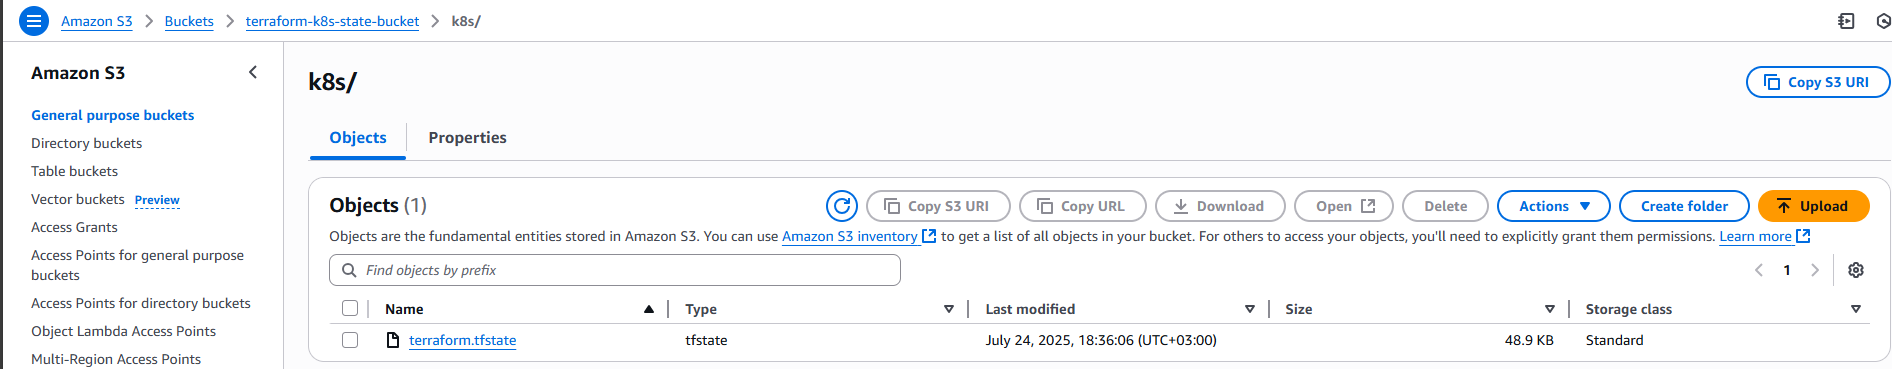 Amazon S3 > Buckets > terraform-k8s-state-bucket > k8s/
Amazon S3
General purpose buckets
Directory buckets
Table buckets
Vector buckets Preview
Access Grants
Access Points for general purpose
buckets
Access Points for directory buckets
Object Lambda Access Points
Multi-Region Access Points
k8s/
Copy S3 URI
Objects Properties
Objects (1)
Copy S3 URI Copy URL Download Open Delete Actions Create folder Upload
Objects are the fundamental entities stored in Amazon S3. You can use Amazon S3 inventory to get a list of all objects in your bucket. For others to access your objects, you'll need to explicitly grant them permissions. Learn more
Find objects by prefix
1
Name Type Last modified Size Storage class
terraform.tfstate tfstate July 24, 2025, 18:36:06 (UTC+03:00) 48.9 KB Standard